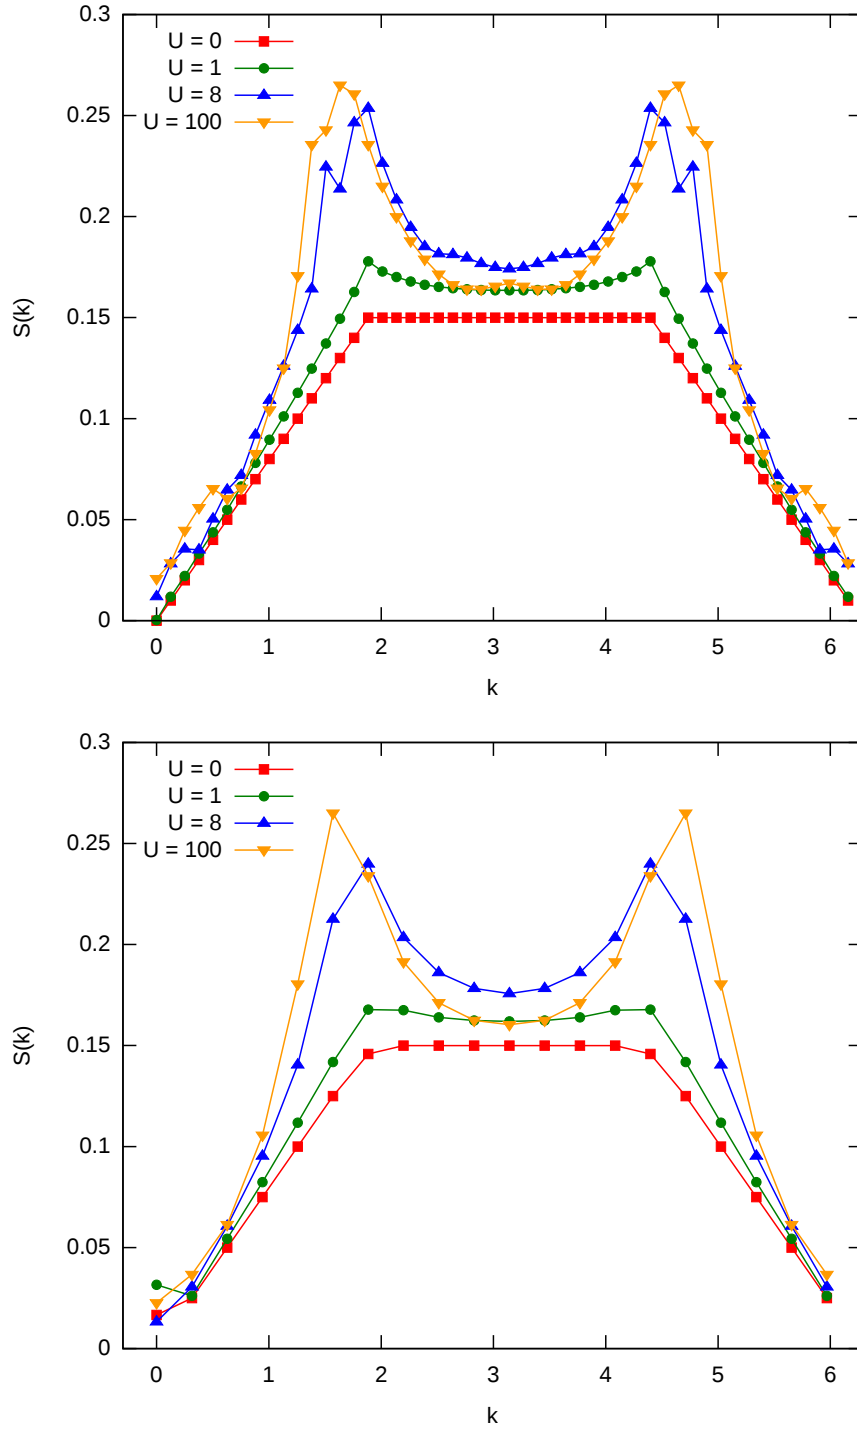 0.3
U = 0
U = 1
0.25
U = 8
U = 100
0.2
S(k)
0.15
0.1
0.05
0
0 1 2 3 4 5 6
k
0.3
U = 0
U = 1
0.25
U = 8
U = 100
0.2
S(k)
0.15
0.1
0.05
0
0 1 2 3 4 5 6
k